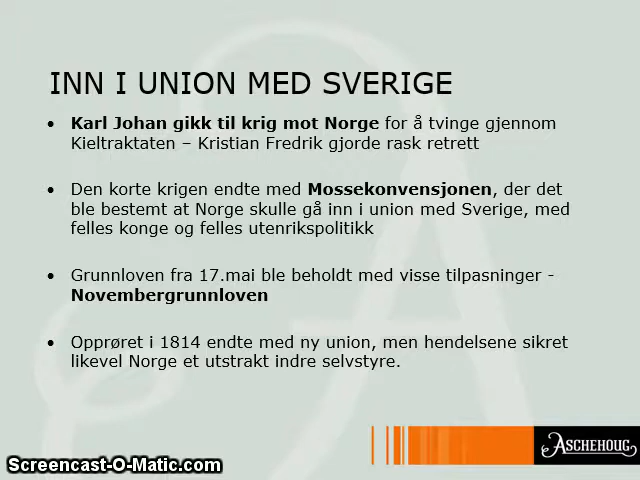 INN I UNION MED SVERIGE
• Karl Johan gikk til krig mot Norge for å tvinge gjennom
Kieltraktaten – Kristian Fredrik gjorde rask retrett
• Den korte krigen endte med Mossekonvensjonen, der det
ble bestemt at Norge skulle gå inn i union med Sverige, med
felles konge og felles utenrikspolitikk
• Grunnloven fra 17.mai ble beholdt med visse tilpasninger -
Novembergrunnloven
• Opprøret i 1814 endte med ny union, men hendelsene sikret
likevel Norge et utstrakt indre selvstyre.
ASCHEHOUG
Screencast-O-Matic.com